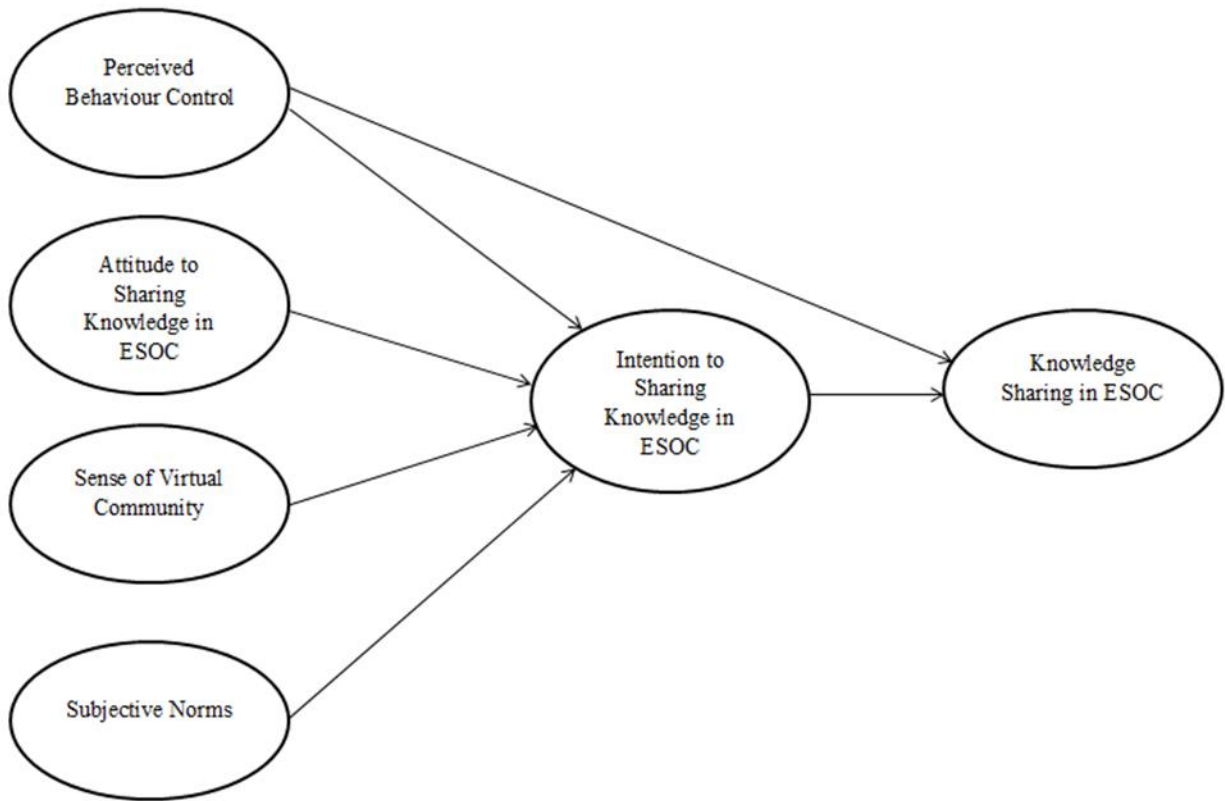 Perceived
Behaviour Control
Attitude to
Sharing
Knowledge in
ESOC
Sense of Virtual
Community
Subjective Norms
Intention to
Sharing
Knowledge in
ESOC
Knowledge
Sharing in ESOC